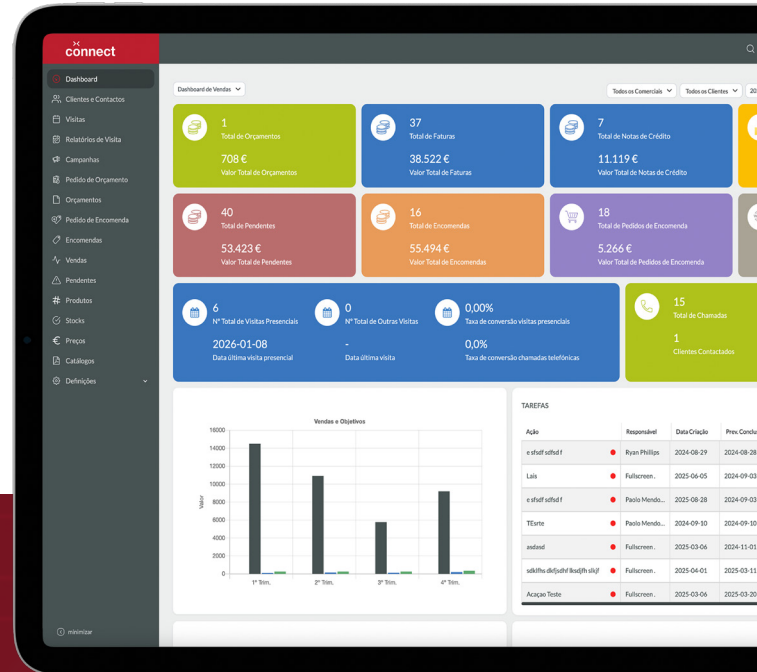 connect
Dashboard
Clientes e Contactos
Visitas
Relatórios de Visita
Campanhas
Pedido de Orçamento
Orçamentos
Pedido de Encomenda
Encomendas
Vendas
Pendentes
Produtos
Stocks
Preços
Catálogos
Definições
minimizar
Dashboard de Vendas
Todos os Comerciais
Todos os Clientes
1
Total de Orçamentos
708 €
Valor Total de Orçamentos
37
Total de Faturas
38.522 €
Valor Total de Faturas
7
Total de Notas de Crédito
11.119 €
Valor Total de Notas de Crédito
40
Total de Pendentes
53.423 €
Valor Total de Pendentes
16
Total de Encomendas
55.494 €
Valor Total de Encomendas
18
Total de Pedidos de Encomenda
5.266 €
Valor Total de Pedidos de Encomenda
6
Nº Total de Visitas Presenciais
2026-01-08
Data última visita presencial
0
Nº Total de Outras Visitas
-
Data última visita
0,00%
Taxa de conversão visitas presenciais
0,0%
Taxa de conversão chamadas telefónicas
15
Total de Chamadas
1
Clientes Contactados
Vendas e Objetivos
Valor
16000
14000
12000
10000
8000
6000
4000
2000
0
1º Trim. 2º Trim. 3º Trim. 4º Trim.
TAREFAS
Ação Responsável Data Criação Prev. Conclus
e sfsdf sdfsd f Ryan Phillips 2024-08-29 2024-08-28
Lais Fullscreen . 2025-06-05 2024-09-03
e sfsdf sdfsd f Paolo Mendo... 2025-08-28 2024-09-03
TEsrte Paolo Mendo... 2024-09-10 2024-09-10
asdasd Fullscreen . 2025-03-06 2024-11-01
Fullscreen . 2025-04-01 2025-03-11
Acaçao Teste Fullscreen . 2025-03-06 2025-03-20